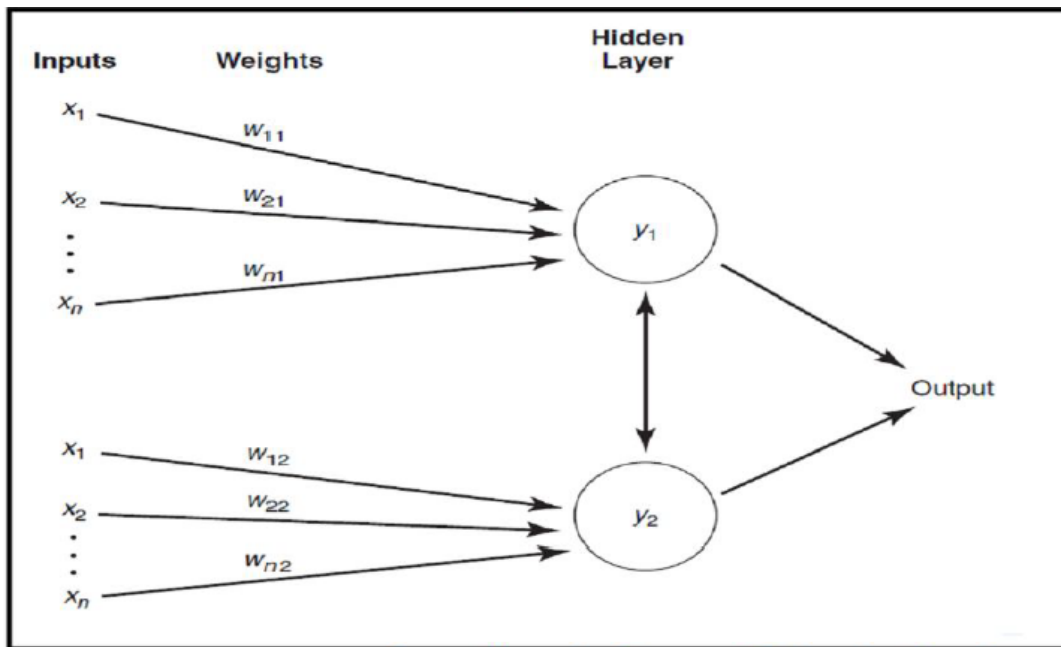 Hidden
Inputs Weights Layer
x₁
w₁₁
x₂ w₂₁
y₁
wₙ₁
xₙ
Output
x₁ w₁₂
x₂ w₂₂
y₂
wₙ₂
xₙ